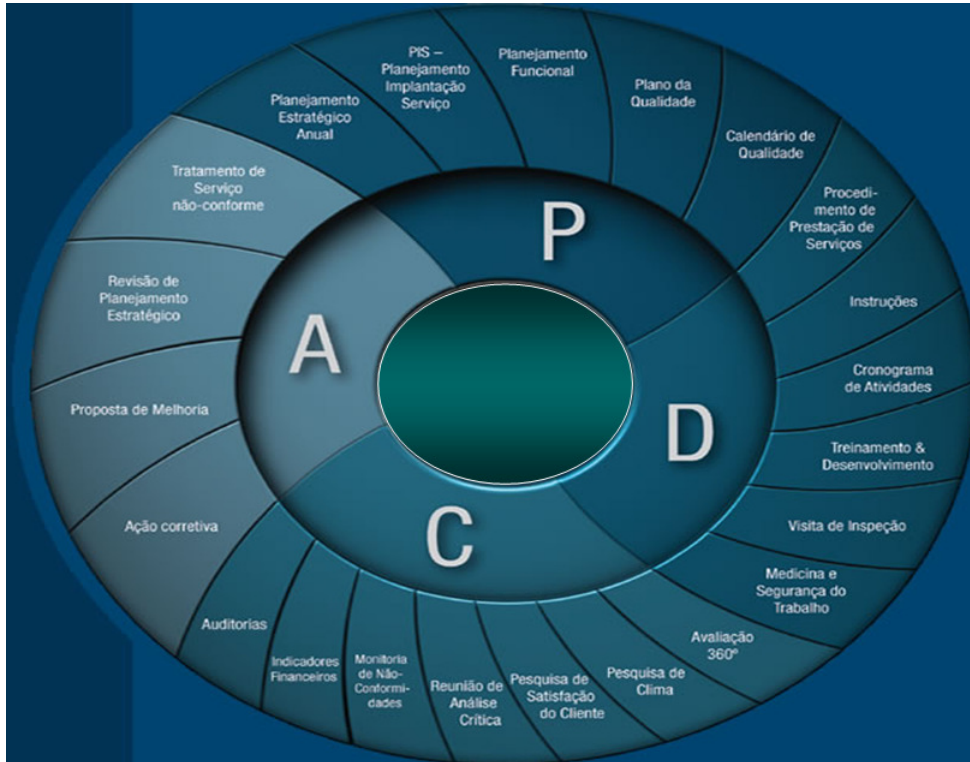 PIS –
Planejamento
Implantação
Serviço
Planejamento
Funcional
Plano da
Qualidade
Calendário de
Qualidade
Planejamento
Estratégico
Anual
Procedi-
mento de
Prestação de
Serviços
Instruções
Cronograma
de Atividades
Treinamento &
Desenvolvimento
Visita de Inspeção
Medicina e
Segurança do
Trabalho
Avaliação
360º
Pesquisa de
Clima
Pesquisa de
Satisfação
do Cliente
Reunião de
Análise
Crítica
Monitoria
de Não-
Conformi-
dades
Indicadores
Financeiros
Auditorias
Ação corretiva
Proposta de Melhoria
Revisão de
Planejamento
Estratégico
Tratamento de
Serviço
não-conforme
P
D
C
A